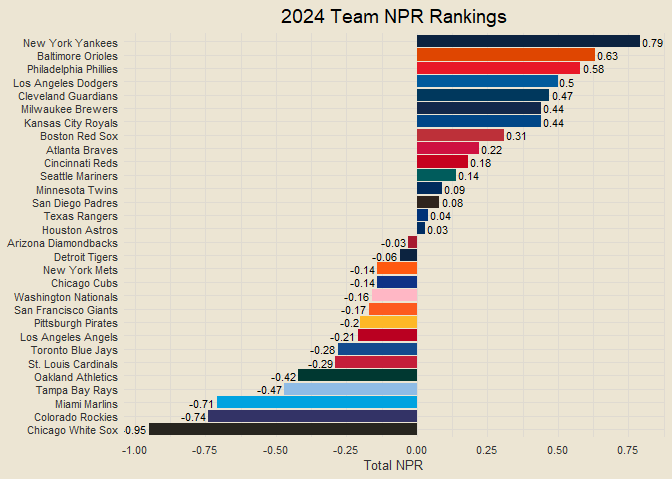 2024 Team NPR Rankings
New York Yankees 0.79
Baltimore Orioles 0.63
Philadelphia Phillies 0.58
Los Angeles Dodgers 0.5
Cleveland Guardians 0.47
Milwaukee Brewers 0.44
Kansas City Royals 0.44
Boston Red Sox 0.31
Atlanta Braves 0.22
Cincinnati Reds 0.18
Seattle Mariners 0.14
Minnesota Twins 0.09
San Diego Padres 0.08
Texas Rangers 0.04
Houston Astros 0.03
Arizona Diamondbacks -0.03
Detroit Tigers -0.06
New York Mets -0.14
Chicago Cubs -0.14
Washington Nationals -0.16
San Francisco Giants -0.17
Pittsburgh Pirates -0.2
Los Angeles Angels -0.21
Toronto Blue Jays -0.28
St. Louis Cardinals -0.29
Oakland Athletics -0.42
Tampa Bay Rays -0.47
Miami Marlins -0.71
Colorado Rockies -0.74
Chicago White Sox -0.95
-1.00 -0.75 -0.50 -0.25 0.00 0.25 0.50 0.75
Total NPR